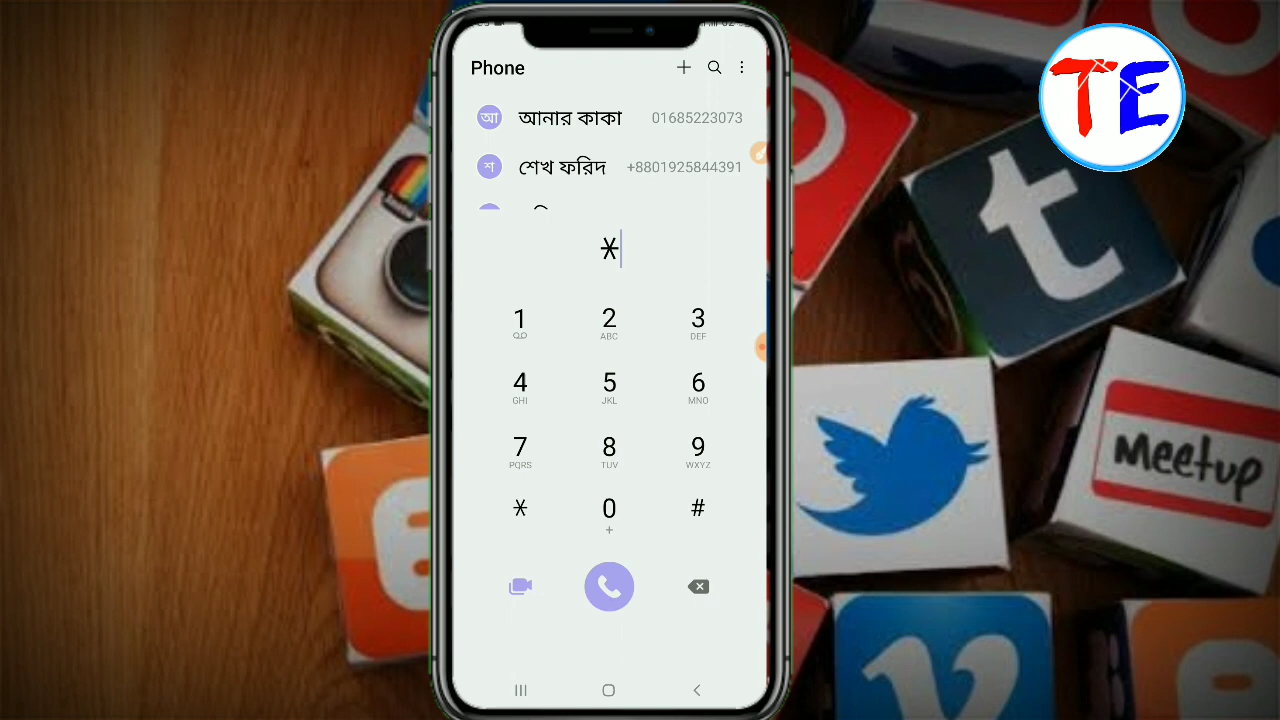 Phone
আনার কাকা 01685223073
শেখ ফরিদ +8801925844391
*
1 2 3
ABC DEF
4 5 6
GHI JKL MNO
7 8 9
PQRS TUV WXYZ
* 0 #
+
TE
t
Meetup